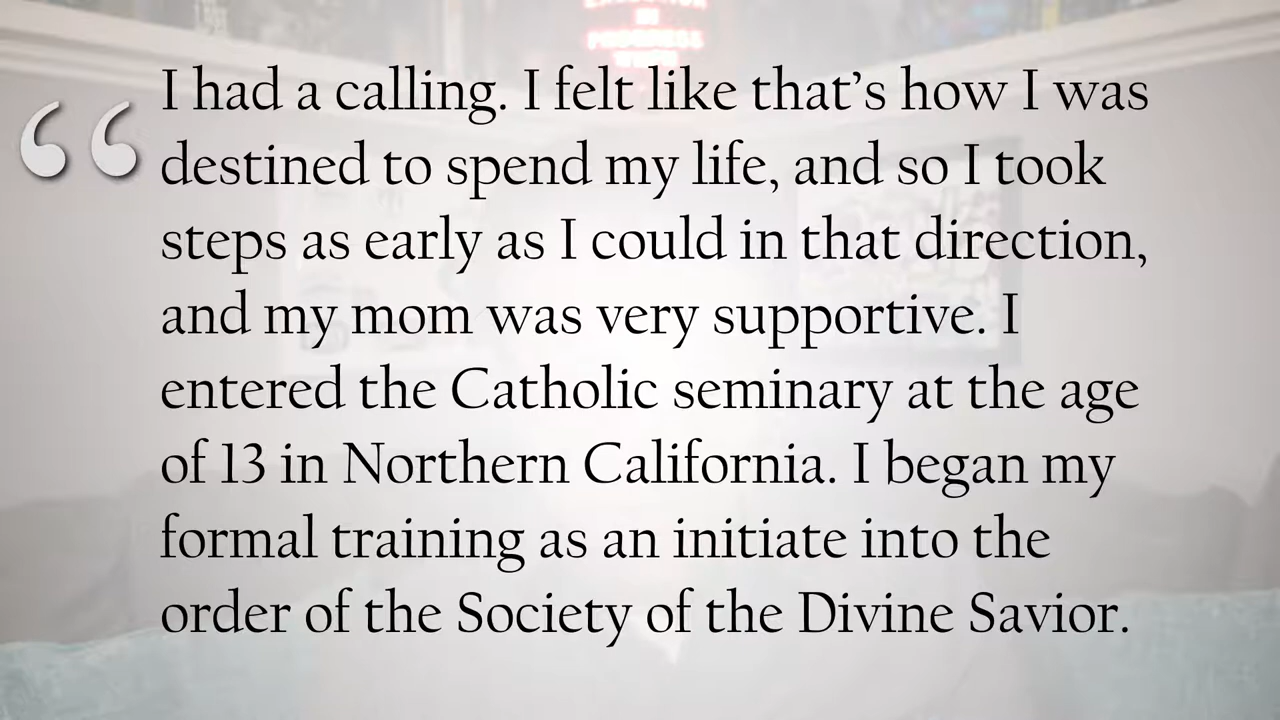 “
I had a calling. I felt like that’s how I was
destined to spend my life, and so I took
steps as early as I could in that direction,
and my mom was very supportive. I
entered the Catholic seminary at the age
of 13 in Northern California. I began my
formal training as an initiate into the
order of the Society of the Divine Savior.